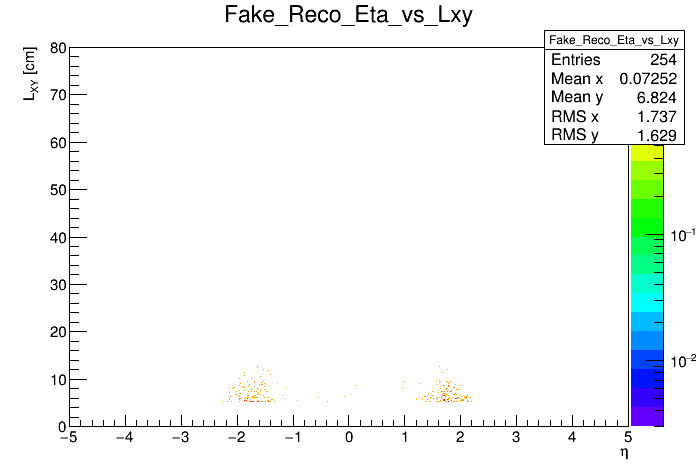 Fake_Reco_Eta_vs_Lxy
Fake_Reco_Eta_vs_Lxy
Entries 254
Mean x 0.07252
Mean y 6.824
RMS x 1.737
RMS y 1.629
L_XY [cm]
80
70
60
50
40
30
20
10
0
10⁻¹
10⁻²
−5 −4 −3 −2 −1 0 1 2 3 4 5
η